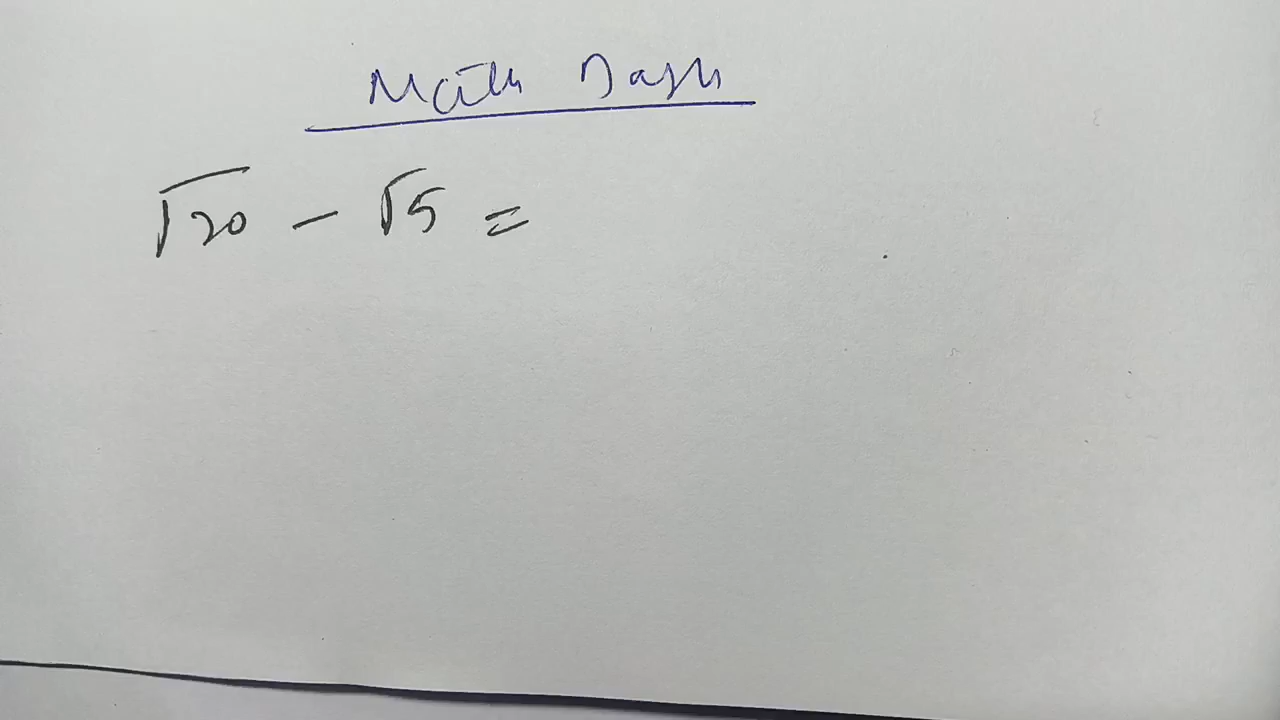 Math Dash
√20 - √5 =